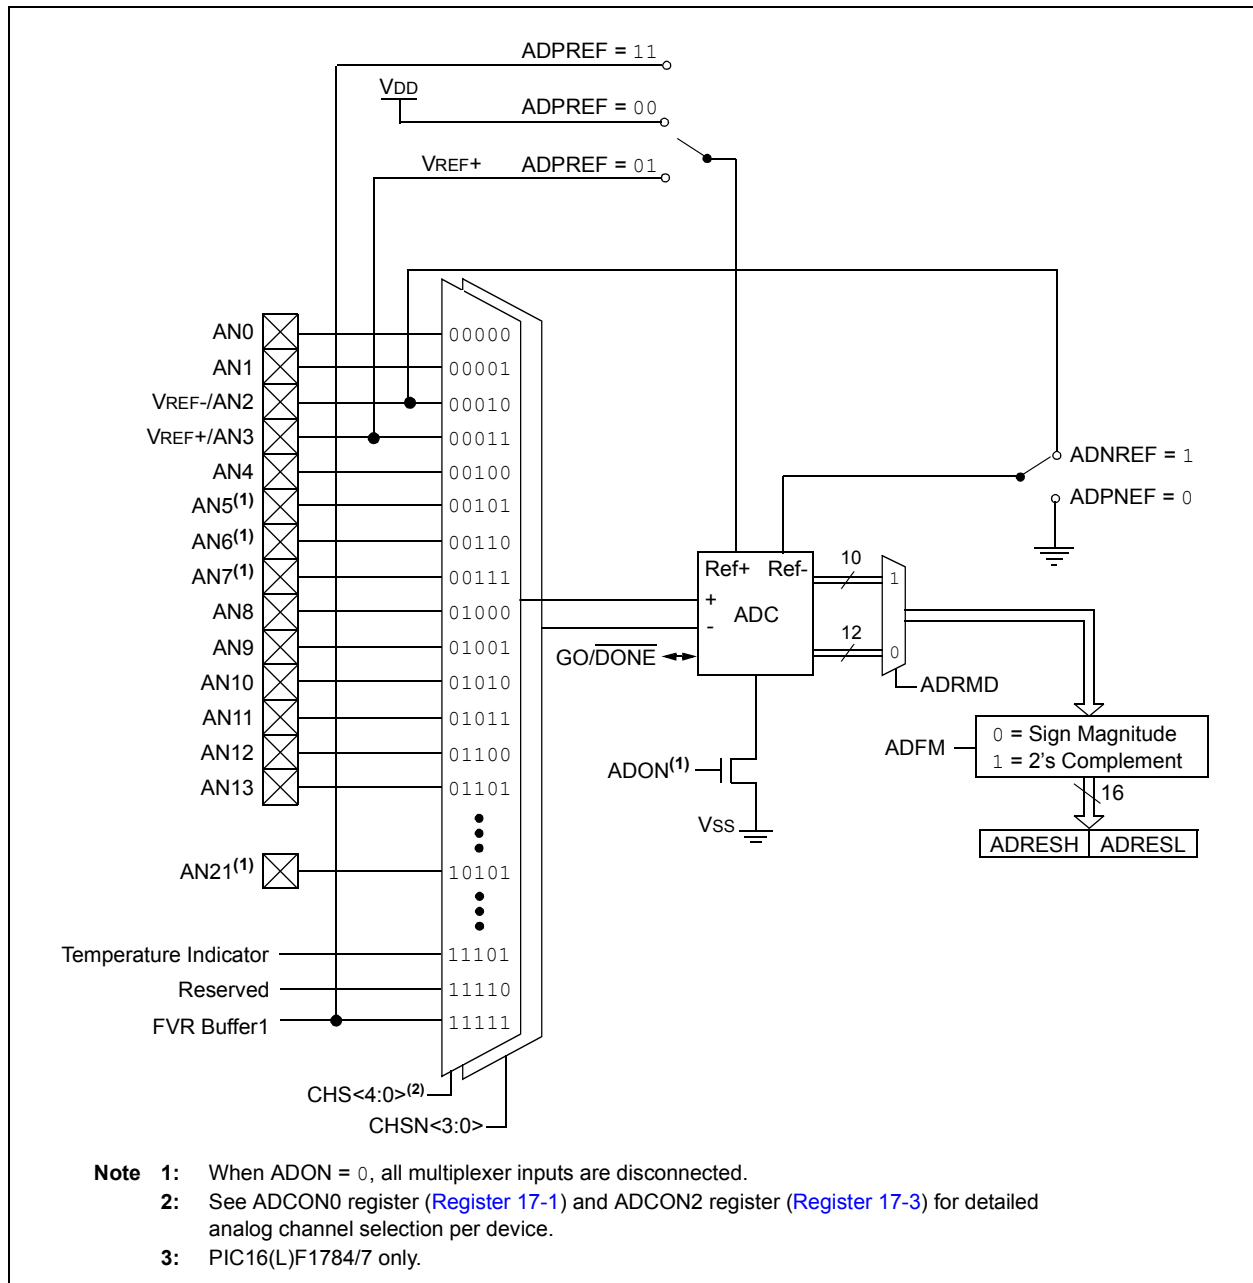 ADPREF = 11
VDD
ADPREF = 00
VREF+ ADPREF = 01
AN0 00000
AN1 00001
VREF-/AN2 00010
VREF+/AN3 00011
AN4 00100
AN5(1) 00101
AN6(1) 00110
AN7(1) 00111
AN8 01000
AN9 01001
AN10 01010
AN11 01011
AN12 01100
AN13 01101
AN21(1) 10101
Temperature Indicator 11101
Reserved 11110
FVR Buffer1 11111
CHS<4:0>(2)
CHSN<3:0>
ADNREF = 1
ADPNEF = 0
Ref+ Ref-
+
ADC
-
GO/DONE
10
1
12
0
ADRMD
ADON(1)
VSS
ADFM
0 = Sign Magnitude
1 = 2's Complement
16
ADRESH ADRESL
Note 1: When ADON = 0, all multiplexer inputs are disconnected.
2: See ADCON0 register (Register 17-1) and ADCON2 register (Register 17-3) for detailed
analog channel selection per device.
3: PIC16(L)F1784/7 only.